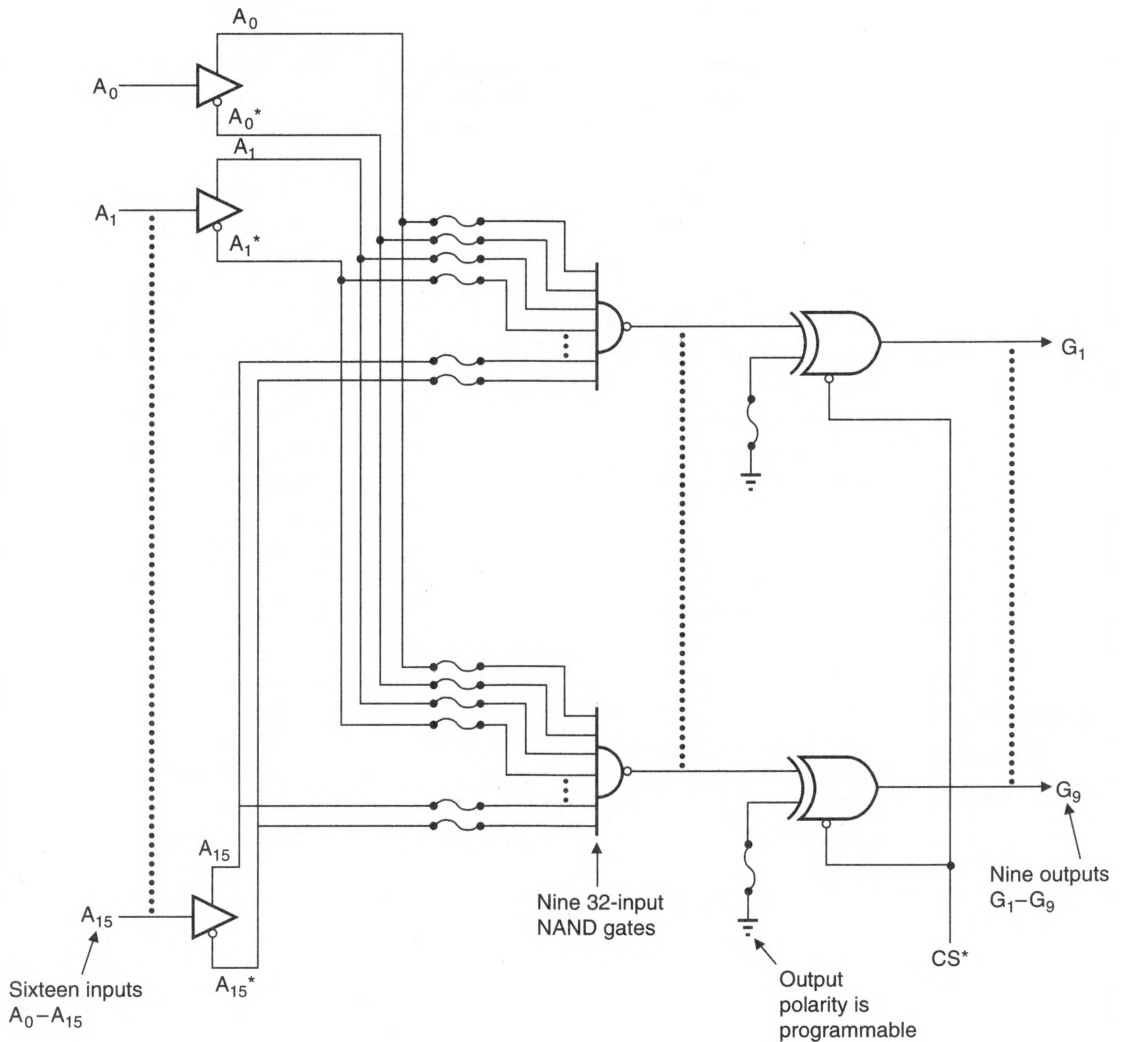 A0
A0
A0*
A1
A1
A1*
G1
A15
A15
A15*
Sixteen inputs
A0–A15
Nine 32-input
NAND gates
G9
Nine outputs
G1–G9
CS*
Output
polarity is
programmable